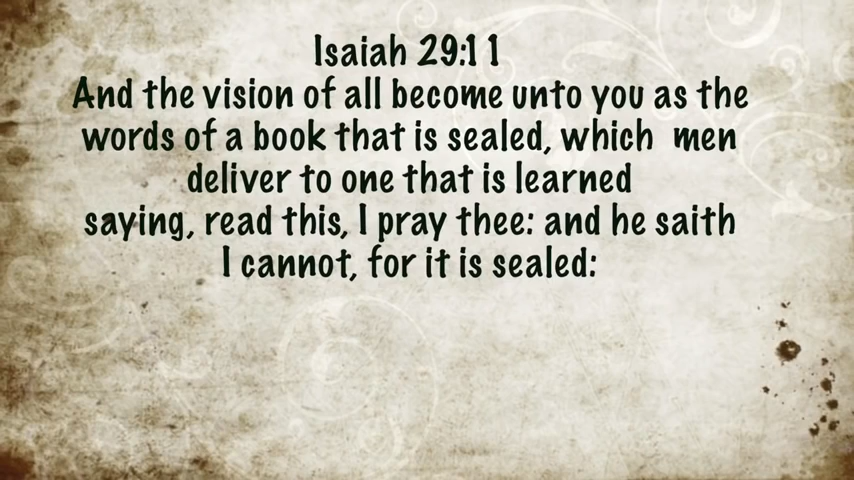 Isaiah 29:11
And the vision of all become unto you as the
words of a book that is sealed, which men
deliver to one that is learned
saying, read this, I pray thee: and he saith
I cannot, for it is sealed: